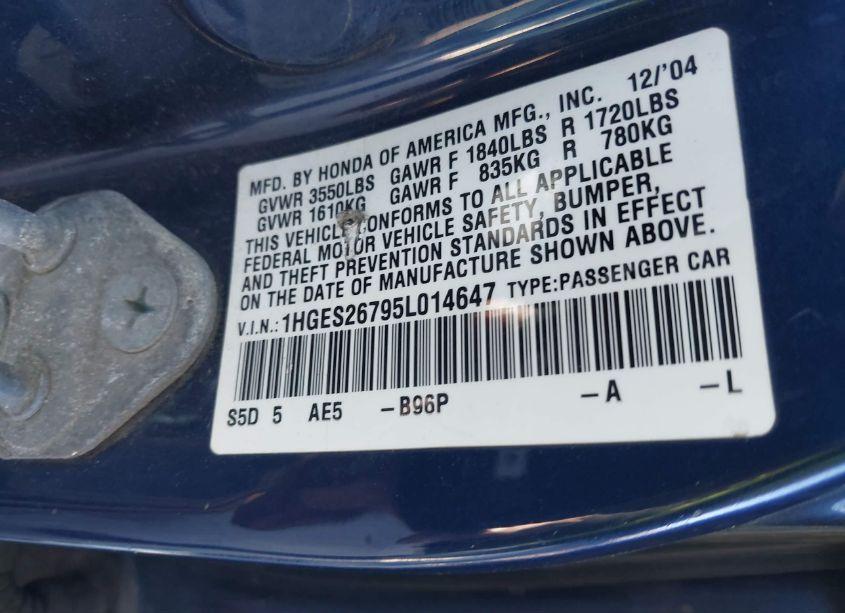 MFD. BY HONDA OF AMERICA MFG., INC. 12/'04
GVWR 3550LBS GAWR F 1840LBS R 1720LBS
GVWR 1610KG GAWR F 835KG R 780KG
THIS VEHICLE CONFORMS TO ALL APPLICABLE
FEDERAL MOTOR VEHICLE SAFETY, BUMPER,
AND THEFT PREVENTION STANDARDS IN EFFECT
ON THE DATE OF MANUFACTURE SHOWN ABOVE.
V.I.N.: 1HGES26795L014647 TYPE:PASSENGER CAR
S5D 5 AE5 -B96P -A -L